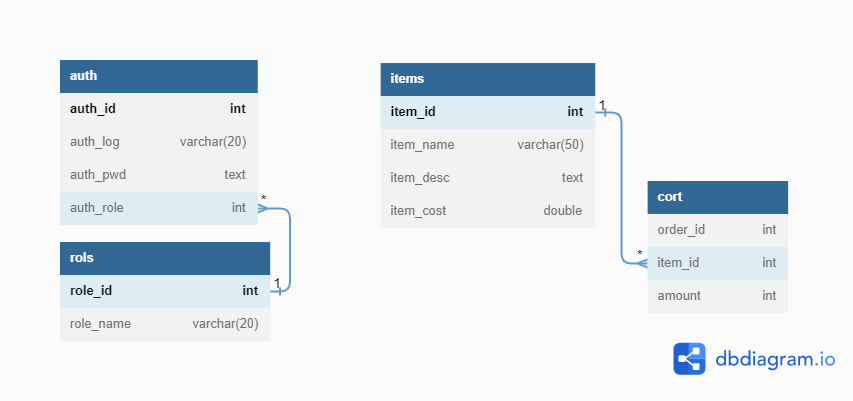 auth
auth_id int
auth_log varchar(20)
auth_pwd text
auth_role int
*
rols
role_id int
1
role_name varchar(20)
items
item_id int
1
item_name varchar(50)
item_desc text
item_cost double
cort
order_id int
*
item_id int
amount int
dbdiagram.io